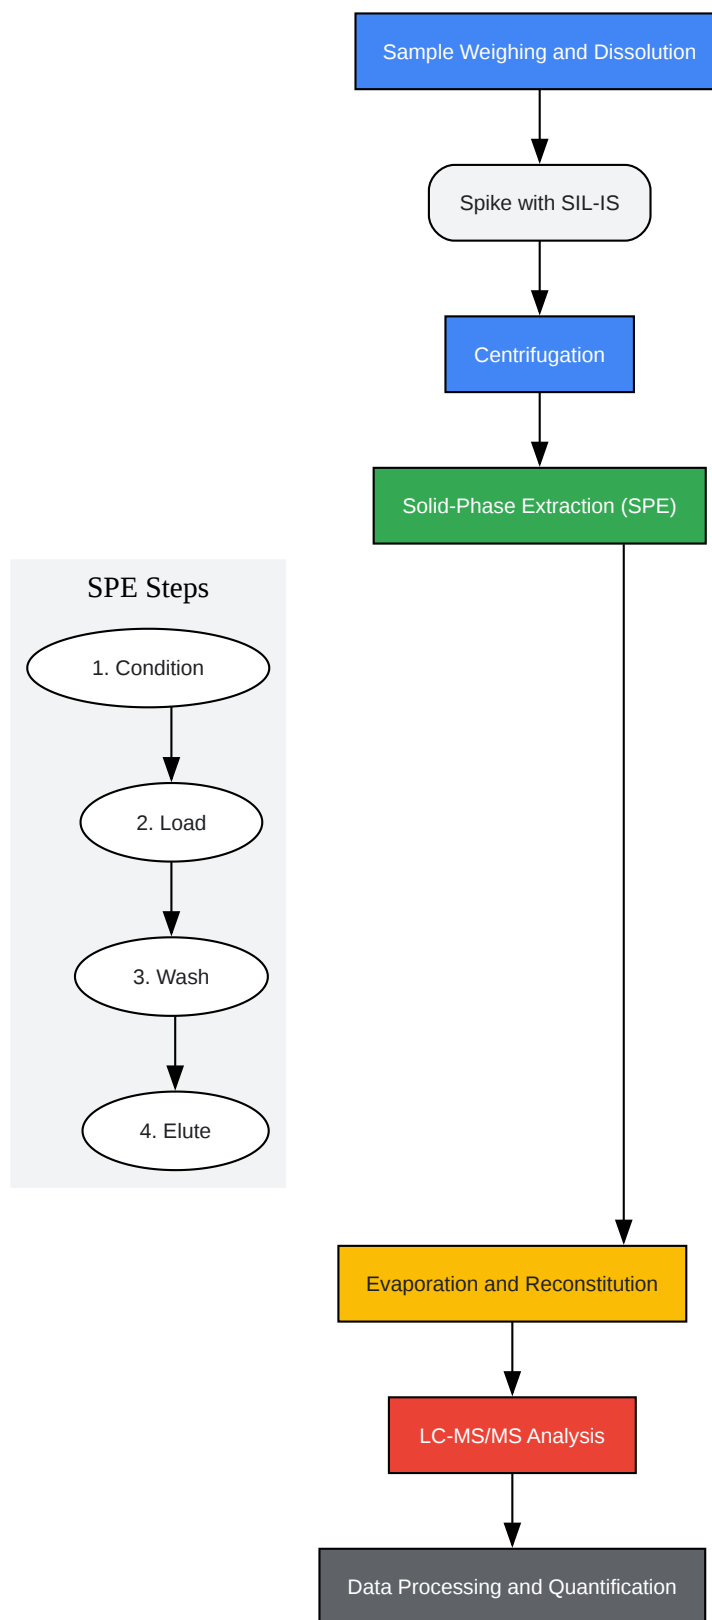 Sample Weighing and Dissolution
Spike with SIL-IS
Centrifugation
Solid-Phase Extraction (SPE)
SPE Steps
1. Condition
2. Load
3. Wash
4. Elute
Evaporation and Reconstitution
LC-MS/MS Analysis
Data Processing and Quantification